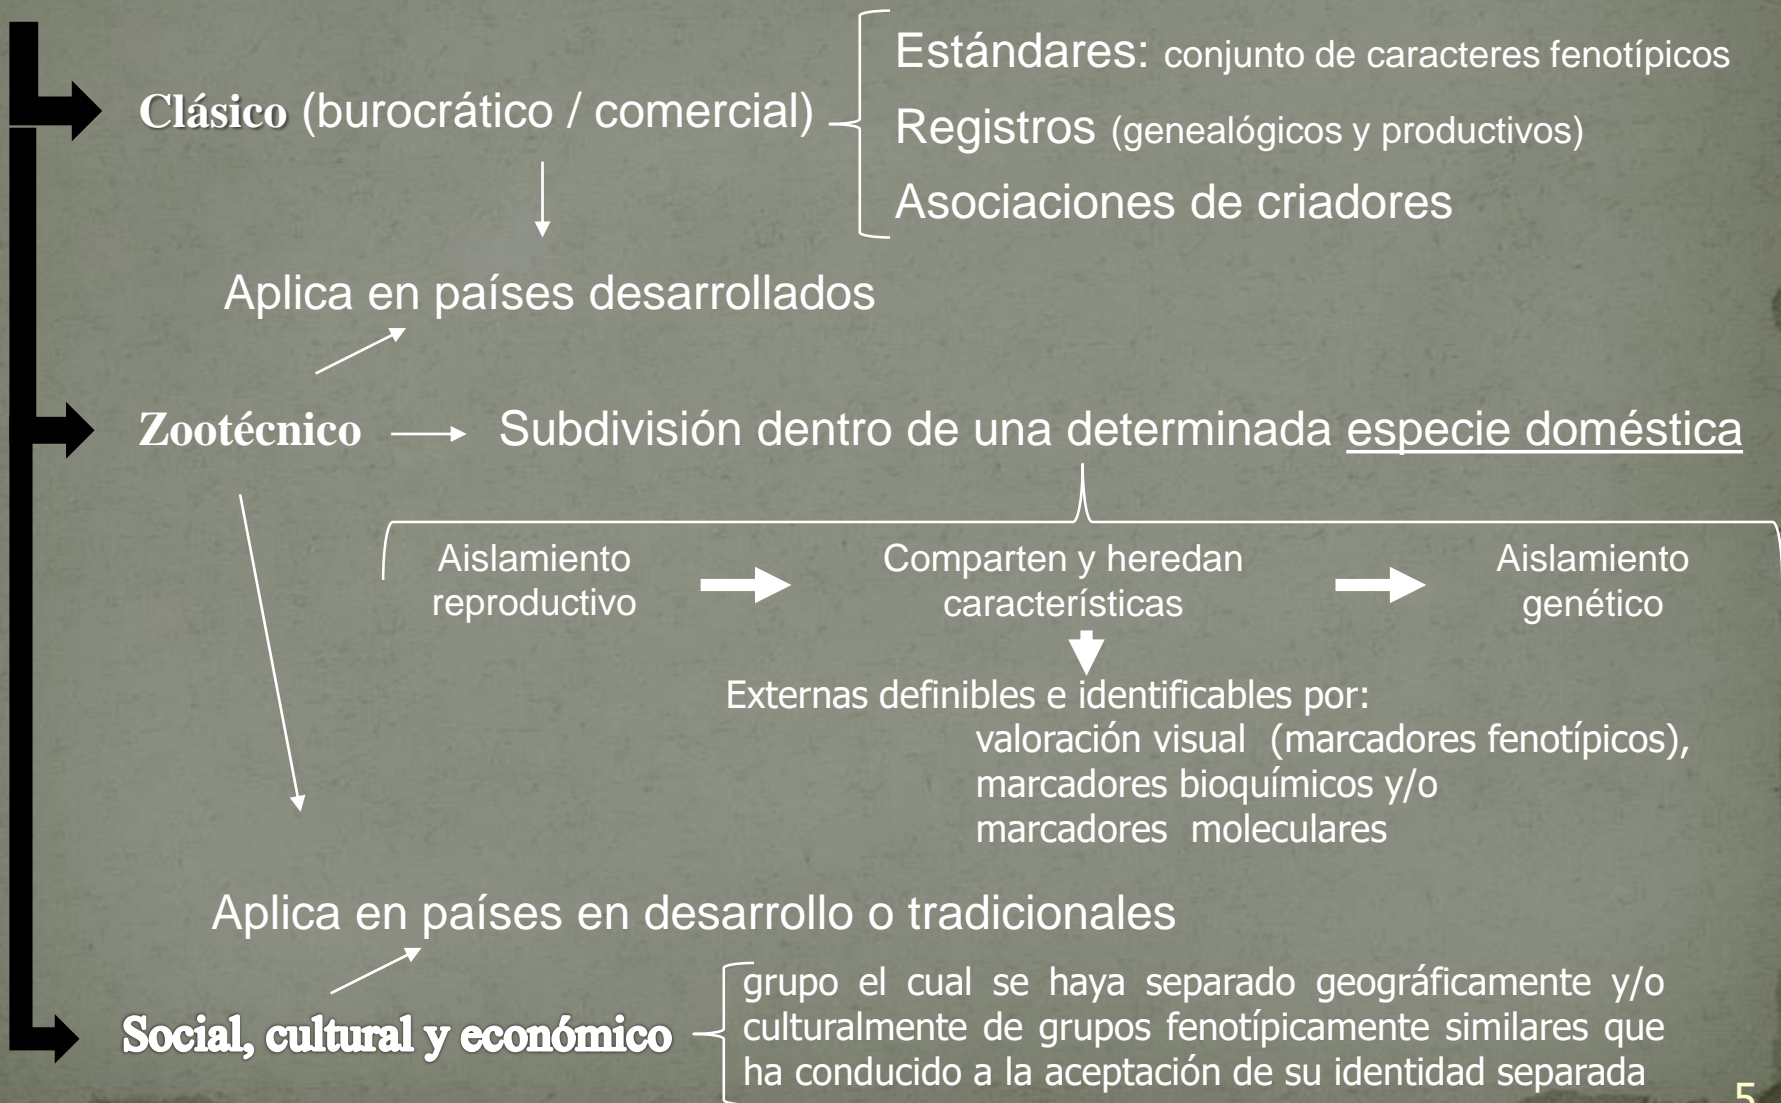 Estándares: conjunto de caracteres fenotípicos
Clásico (burocrático / comercial)
Registros (genealógicos y productivos)
Asociaciones de criadores
Aplica en países desarrollados
Zootécnico
Subdivisión dentro de una determinada especie doméstica
Aislamiento
reproductivo
Comparten y heredan
características
Aislamiento
genético
Externas definibles e identificables por:
valoración visual (marcadores fenotípicos),
marcadores bioquímicos y/o
marcadores moleculares
Aplica en países en desarrollo o tradicionales
Social, cultural y económico
grupo el cual se haya separado geográficamente y/o
culturalmente de grupos fenotípicamente similares que
ha conducido a la aceptación de su identidad separada
5